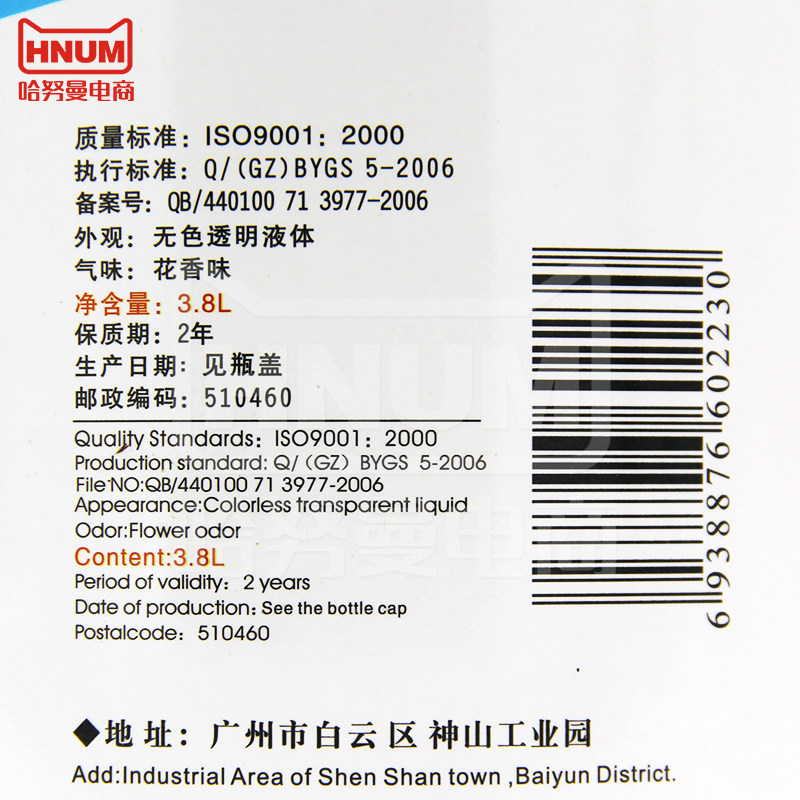 HNUM
哈努曼电商
质量标准：ISO9001：2000
执行标准：Q/(GZ)BYGS 5-2006
备案号：QB/440100 71 3977-2006
外观：无色透明液体
气味：花香味
净含量：3.8L
保质期：2年
生产日期：见瓶盖
邮政编码：510460
Quality Standards：ISO9001：2000
Production standard: Q/（GZ）BYGS 5-2006
File NO:QB/440100 71 3977-2006
Appearance:Colorless transparent liquid
Odor:Flower odor
Content:3.8L
Period of validity：2 years
Date of production: See the bottle cap
Postalcode：510460
6938876602230
HNUM
哈努曼电商
◆地址：广州市白云区神山工业园
Add:Industrial Area of Shen Shan town ,Baiyun District.